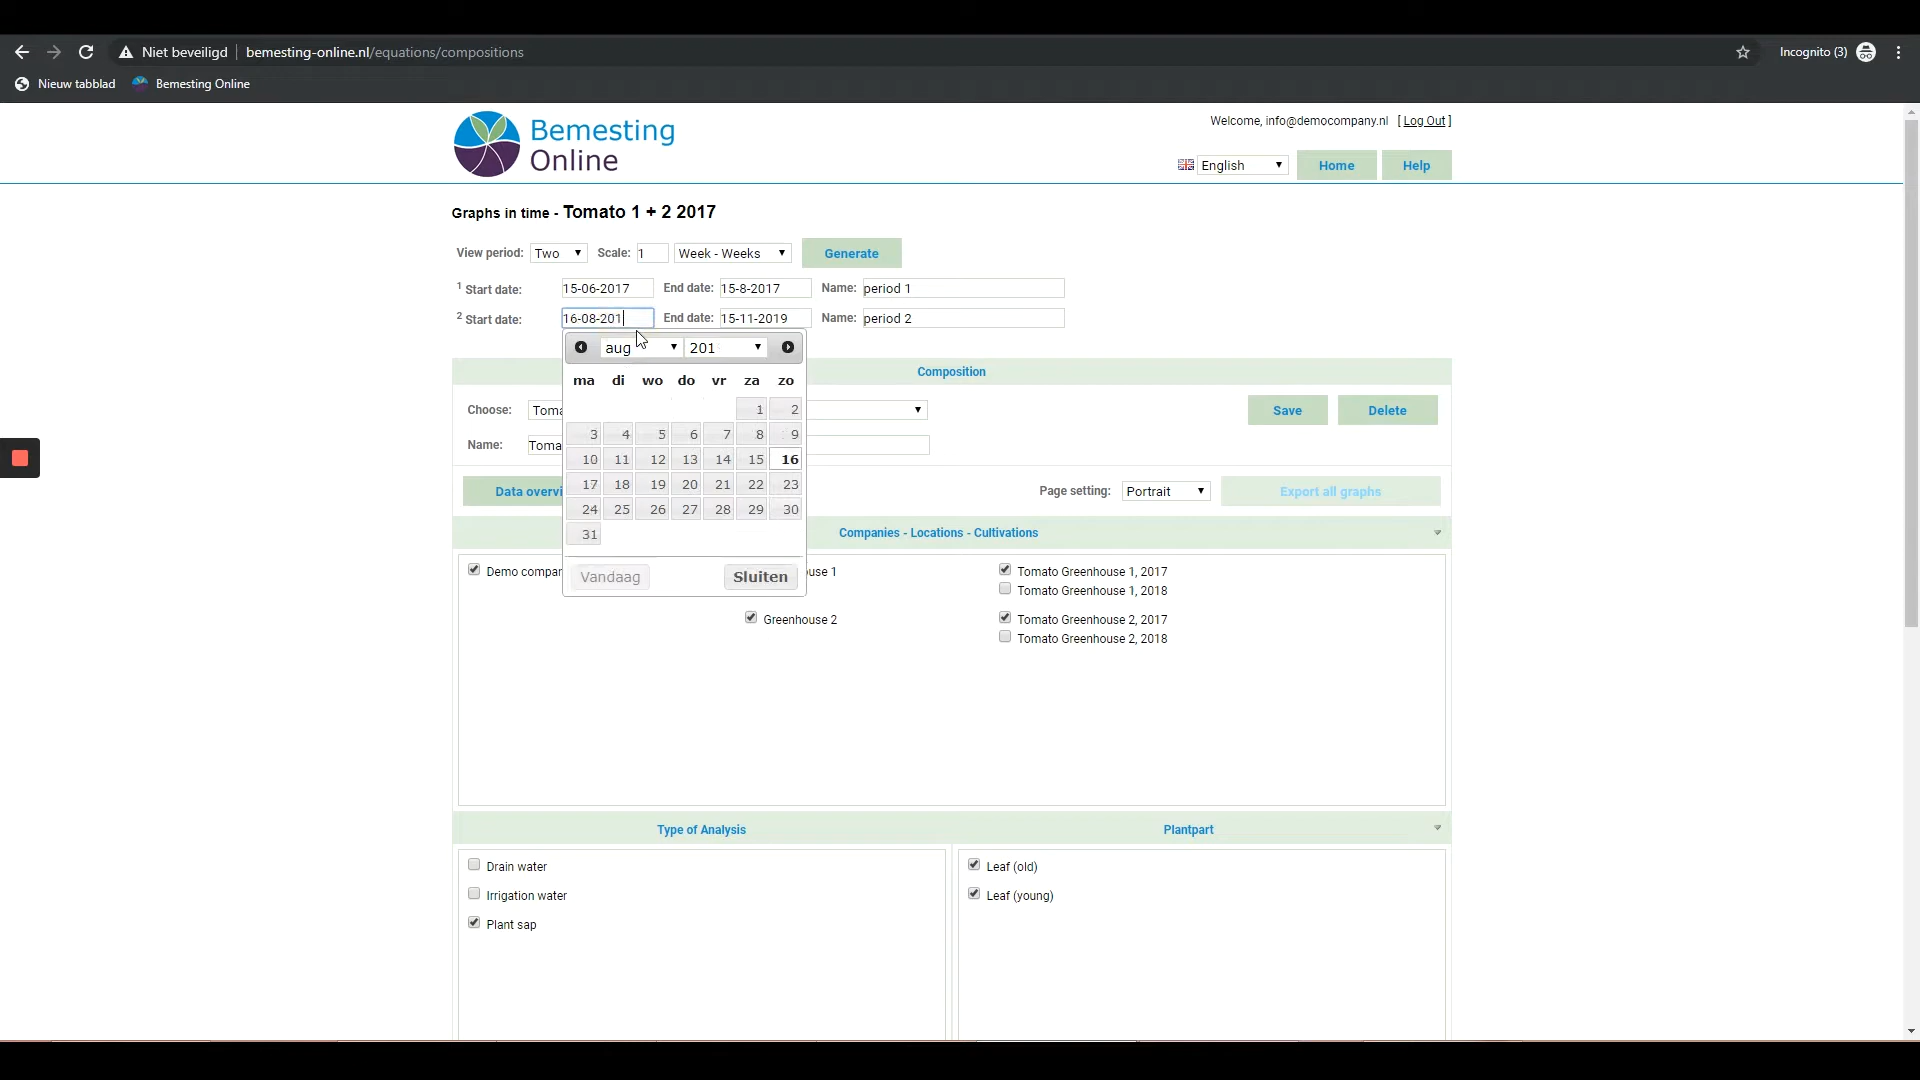 Niet beveiligd bemesting-online.nl/equations/compositions Incognito (3)
Nieuw tabblad Bemesting Online
Bemesting
Online
Welcome, info@democompany.nl [ Log Out ]
English Home Help
Graphs in time - Tomato 1 + 2 2017
View period: Two Scale: 1 Week - Weeks Generate
1 Start date: 15-06-2017 End date: 15-8-2017 Name: period 1
2 Start date: 16-08-201 End date: 15-11-2019 Name: period 2
aug 201
ma di wo do vr za zo
1 2
3 4 5 6 7 8 9
10 11 12 13 14 15 16
17 18 19 20 21 22 23
24 25 26 27 28 29 30
31
Vandaag Sluiten
Composition
Choose: Toma Save Delete
Name: Toma
Data overvi Page setting: Portrait Export all graphs
Companies - Locations - Cultivations
Demo compar use 1 Tomato Greenhouse 1, 2017
Tomato Greenhouse 1, 2018
Greenhouse 2 Tomato Greenhouse 2, 2017
Tomato Greenhouse 2, 2018
Type of Analysis Plantpart
Drain water Leaf (old)
Irrigation water Leaf (young)
Plant sap